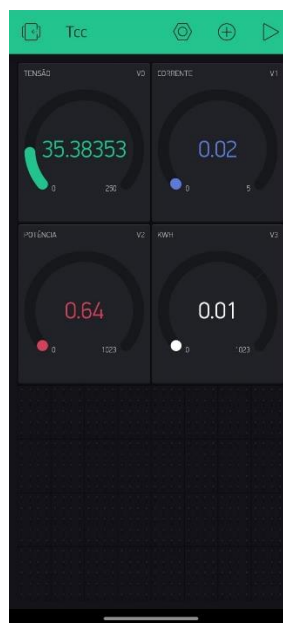 Tcc
TENSÃO V0
35.38353
0 250
CORRENTE V1
0.02
0 5
POTÊNCIA V2
0.64
0 1023
KWH V3
0.01
0 1023